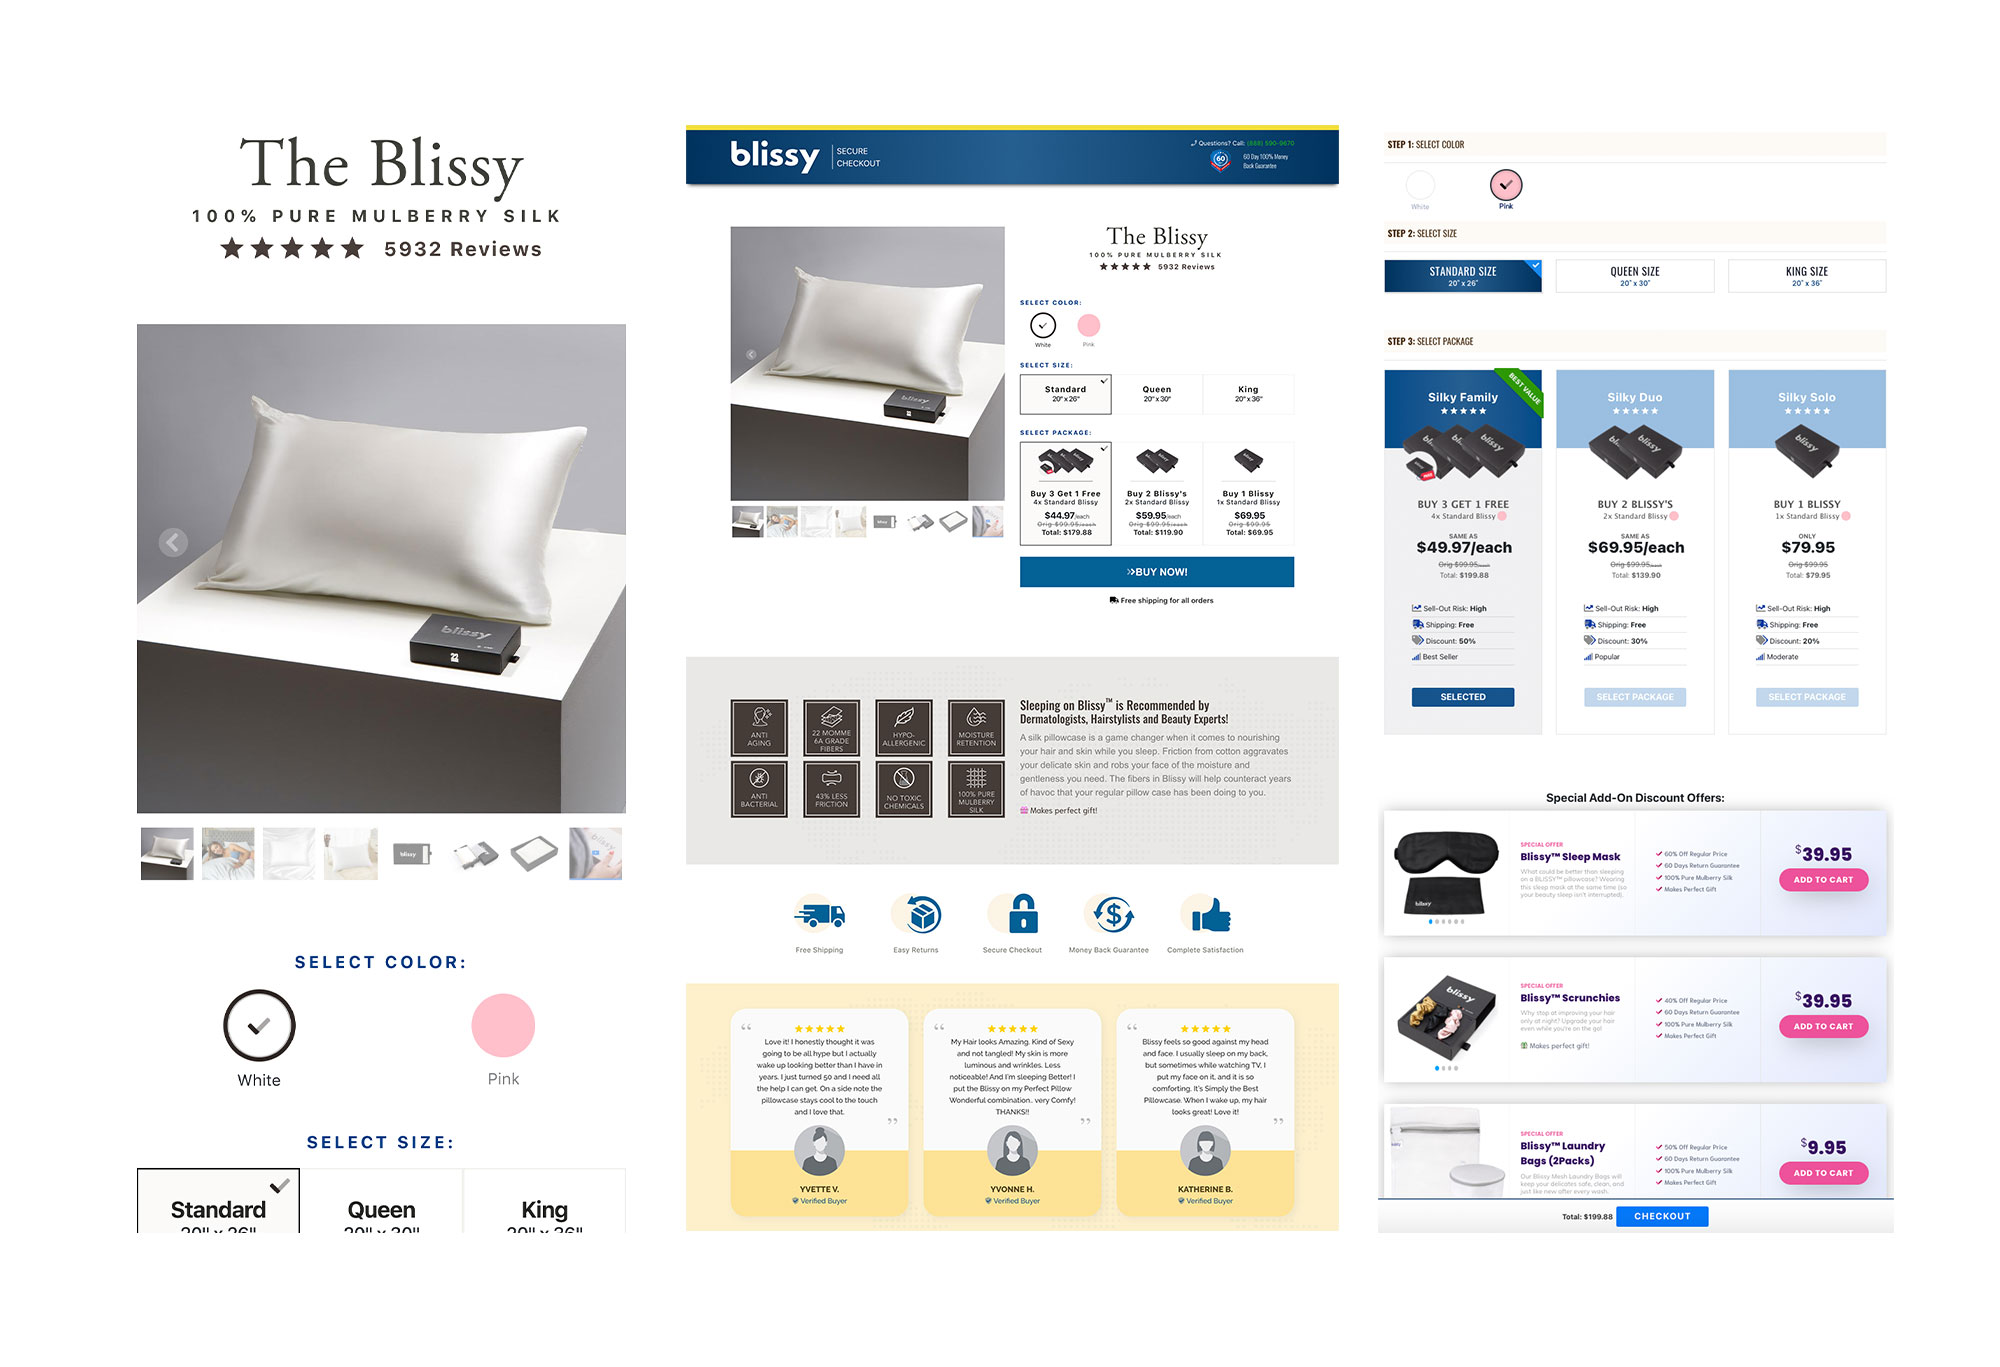 The Blissy
100% PURE MULBERRY SILK
5932 Reviews
blissy
22
blissy
SELECT COLOR:
White
Pink
SELECT SIZE:
Standard
20" x 26"
Queen
20" x 30"
King
20" x 36"
blissy
SECURE
CHECKOUT
Questions? Call: (888) 590-9670
60
60 Day 100% Money
Back Guarantee
blissy
The Blissy
100% PURE MULBERRY SILK
5932 Reviews
SELECT COLOR:
White
Pink
SELECT SIZE:
Standard
20" x 26"
Queen
20" x 30"
King
20" x 36"
SELECT PACKAGE:
Buy 3 Get 1 Free
4x Standard Blissy
$44.97/each
Orig $99.95/each
Total: $179.88
Buy 2 Blissy's
2x Standard Blissy
$59.95/each
Orig $99.95/each
Total: $119.90
Buy 1 Blissy
1x Standard Blissy
$69.95
Orig $99.95
Total: $69.95
BUY NOW!
Free shipping for all orders
ANTI
AGING
22 MOMME
6A GRADE
FIBERS
HYPO-
ALLERGENIC
MOISTURE
RETENTION
ANTI
BACTERIAL
43% LESS
FRICTION
NO TOXIC
CHEMICALS
100% PURE
MULBERRY
SILK
Sleeping on Blissy™ is Recommended by
Dermatologists, Hairstylists and Beauty Experts!
A silk pillowcase is a game changer when it comes to nourishing
your hair and skin while you sleep. Friction from cotton aggravates
your delicate skin and robs your face of the moisture and
gentleness you need. The fibers in Blissy will help counteract years
of havoc that your regular pillow case has been doing to you.
Makes perfect gift!
Free Shipping
Easy Returns
Secure Checkout
Money Back Guarantee
Complete Satisfaction
“
Love it! I honestly thought it was
going to be all hype but I actually
wake up looking better than I have in
years. I just turned 50 and I need all
the help I can get. On a side note the
pillowcase stays cool to the touch
and I love that.
”
YVETTE V.
Verified Buyer
“
My Hair looks Amazing, Kind of Sexy
and not tangled! My skin is more
luminous and wrinkles. Less
noticeable! And I'm sleeping Better! I
put the Blissy on my Perfect Pillow
Wonderful combination.. very Comfy!
THANKS!!
”
YVONNE H.
Verified Buyer
“
Blissy feels so good against my head
and face. I usually sleep on my back,
but sometimes while watching TV, I
put my face on it, and it is so
comforting. It's Simply the Best
Pillowcase. When I wake up, my hair
looks great! Love it!
”
KATHERINE B.
Verified Buyer
STEP 1: SELECT COLOR
White
Pink
STEP 2: SELECT SIZE
STANDARD SIZE
20" x 26"
QUEEN SIZE
20" x 30"
KING SIZE
20" x 36"
STEP 3: SELECT PACKAGE
BEST VALUE
Silky Family
blissy
BUY 3 GET 1 FREE
4x Standard Blissy
SAME AS
$49.97/each
Orig $99.95/each
Total: $199.88
Sell-Out Risk: High
Shipping: Free
Discount: 50%
Best Seller
SELECTED
Silky Duo
blissy
BUY 2 BLISSY'S
2x Standard Blissy
SAME AS
$69.95/each
Orig $99.95/each
Total: $139.90
Sell-Out Risk: High
Shipping: Free
Discount: 30%
Popular
SELECT PACKAGE
Silky Solo
blissy
BUY 1 BLISSY
1x Standard Blissy
ONLY
$79.95
Orig $99.95
Total: $79.95
Sell-Out Risk: High
Shipping: Free
Discount: 20%
Moderate
SELECT PACKAGE
Special Add-On Discount Offers:
blissy
SPECIAL OFFER
Blissy™ Sleep Mask
What could be better than sleeping
on a BLISSY™ pillowcase? Wearing
this sleep mask at the same time (so
your beauty sleep isn't interrupted).
60% Off Regular Price
60 Days Return Guarantee
100% Pure Mulberry Silk
Makes Perfect Gift
$39.95
ADD TO CART
blissy
SPECIAL OFFER
Blissy™ Scrunchies
Why stop at improving your hair
only at night? Upgrade your hair
even while you're on the go!
Makes perfect gift!
40% Off Regular Price
60 Days Return Guarantee
100% Pure Mulberry Silk
Makes Perfect Gift
$39.95
ADD TO CART
SPECIAL OFFER
Blissy™ Laundry
Bags (2Packs)
Our Blissy Mesh Laundry Bags will
keep your delicates safe, clean, and
just like new after every wash.
50% Off Regular Price
60 Days Return Guarantee
100% Pure Mulberry Silk
Makes Perfect Gift
$9.95
ADD TO CART
Total: $199.88
CHECKOUT